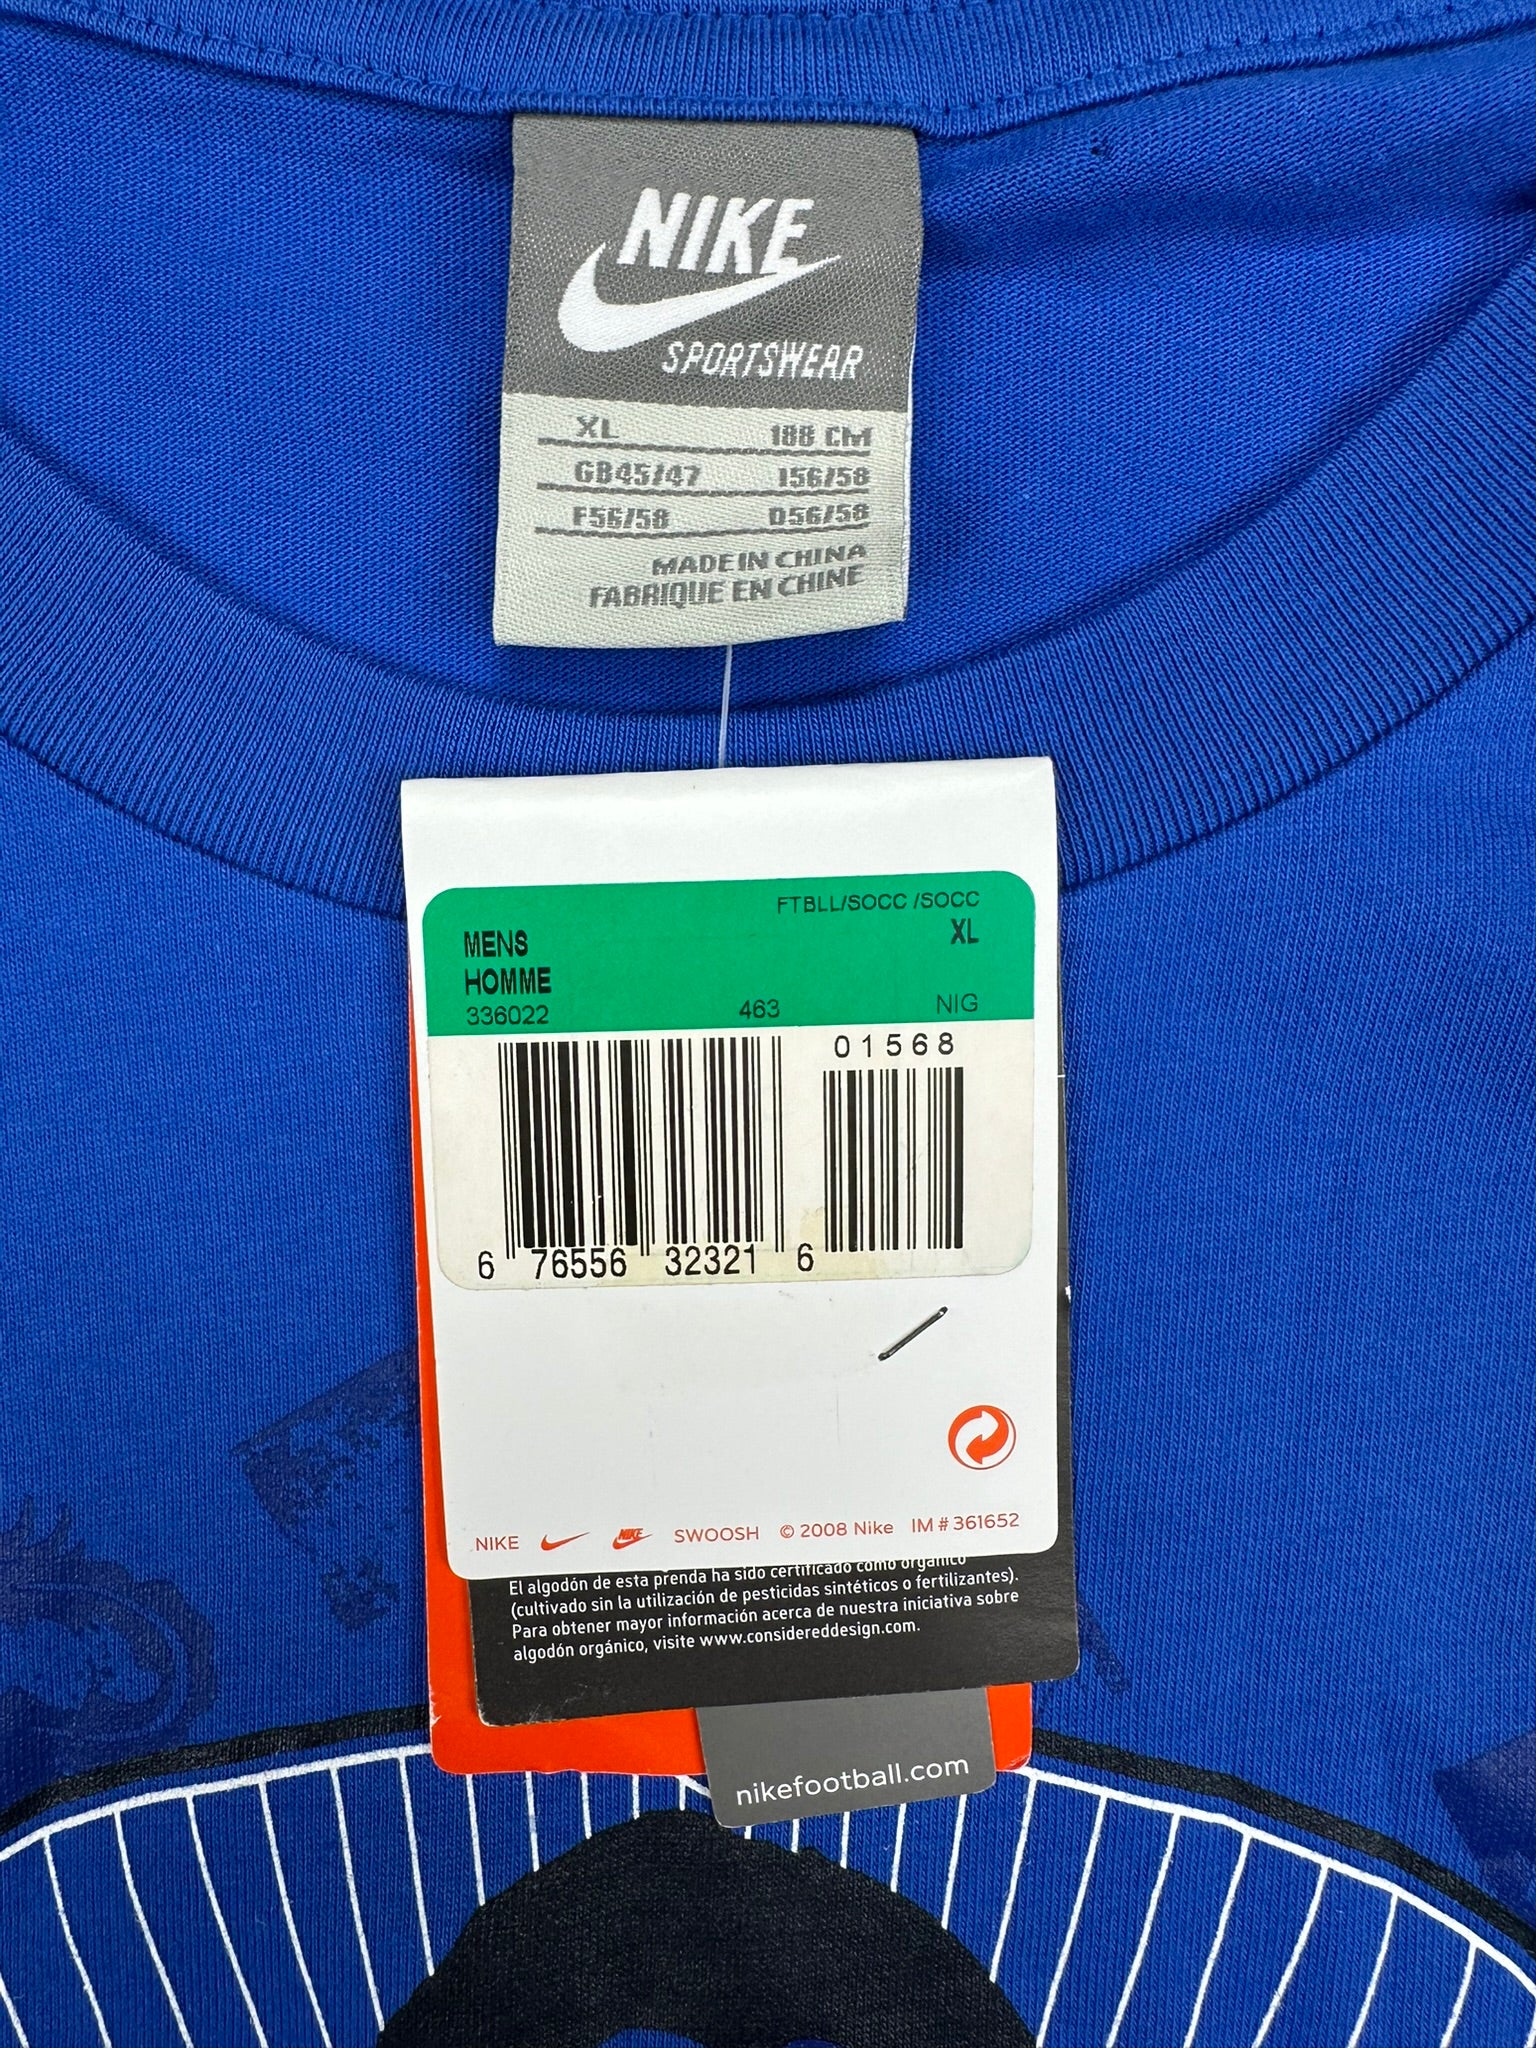 NIKE
SPORTSWEAR
XL 188 CM
GB45/47 I56/58
F56/58 D56/58
MADE IN CHINA
FABRIQUE EN CHINE
FTBLL/SOCC /SOCC
MENS XL
HOMME
336022 463 NIG
01568
6 76556 32321 6
NIKE NIKE SWOOSH © 2008 Nike IM # 361652
El algodón de esta prenda ha sido certificado como orgánico
(cultivado sin la utilización de pesticidas sintéticos o fertilizantes).
Para obtener mayor información acerca de nuestra iniciativa sobre
algodón orgánico, visite www.considereddesign.com.
nikefootball.com